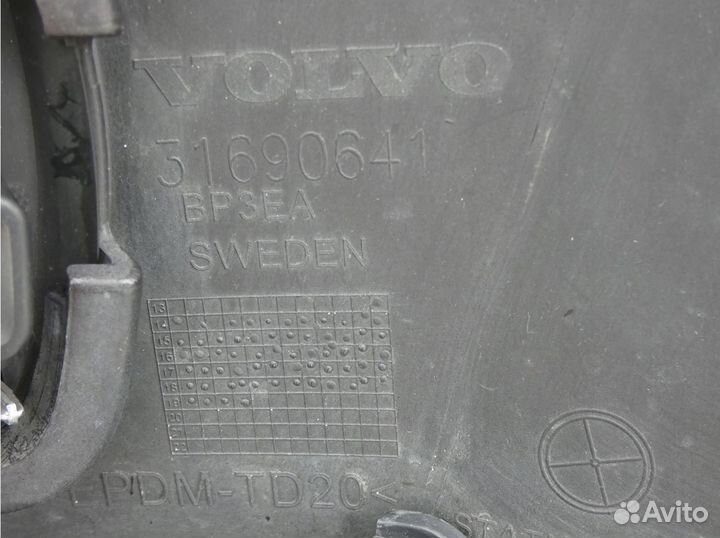 VOLVO
31690641
BP3EA
SWEDEN
13
14
15
16
17
18
19
20
21
PDM-TD20<
Avito